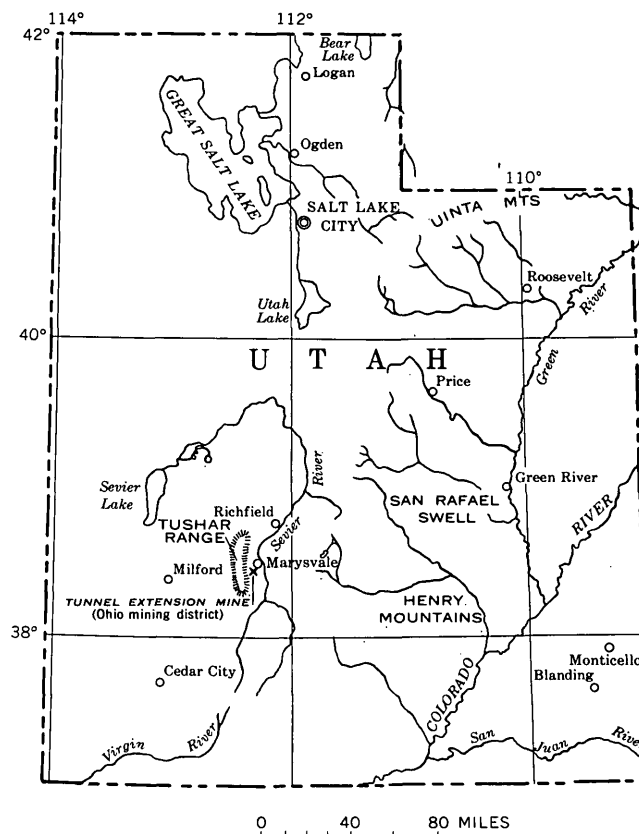 114°
112°
42°
Bear
Lake
Logan
GREAT SALT LAKE
Ogden
110°
SALT LAKE
CITY
UINTA MTS
Roosevelt
Utah
Lake
Green River
40°
UTAH
Price
River
Green River
Sevier
Lake
SAN RAFAEL
SWELL
RIVER
Richfield
Sevier
TUSHAR
RANGE
Milford
Marysvale
TUNNEL EXTENSION MINE
(Ohio mining district)
HENRY
MOUNTAINS
38°
Monticello
Cedar City
Blanding
COLORADO
Virgin River
San Juan River
0 40 80 MILES